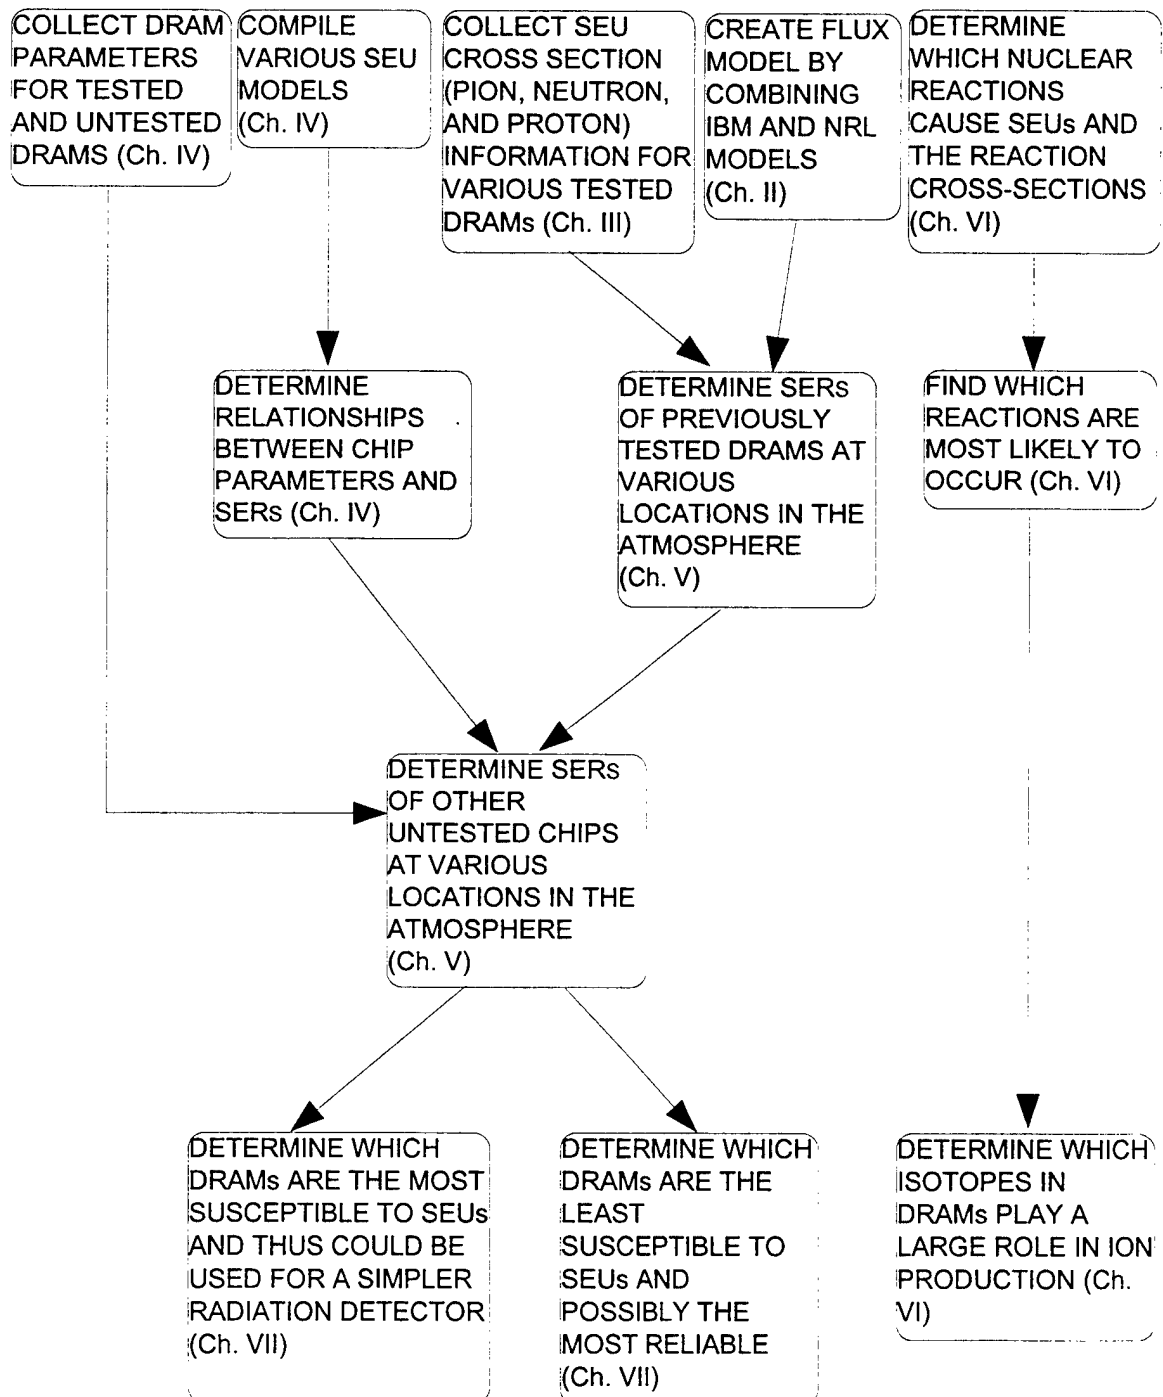 COLLECT DRAM
PARAMETERS
FOR TESTED
AND UNTESTED
DRAMS (Ch. IV)
COMPILE
VARIOUS SEU
MODELS
(Ch. IV)
COLLECT SEU
CROSS SECTION
(PION, NEUTRON,
AND PROTON)
INFORMATION FOR
VARIOUS TESTED
DRAMs (Ch. III)
CREATE FLUX
MODEL BY
COMBINING
IBM AND NRL
MODELS
(Ch. II)
DETERMINE
WHICH NUCLEAR
REACTIONS
CAUSE SEUs AND
THE REACTION
CROSS-SECTIONS
(Ch. VI)
DETERMINE
RELATIONSHIPS
BETWEEN CHIP
PARAMETERS AND
SERs (Ch. IV)
DETERMINE SERs
OF PREVIOUSLY
TESTED DRAMS AT
VARIOUS
LOCATIONS IN THE
ATMOSPHERE
(Ch. V)
FIND WHICH
REACTIONS ARE
MOST LIKELY TO
OCCUR (Ch. VI)
DETERMINE SERs
OF OTHER
UNTESTED CHIPS
AT VARIOUS
LOCATIONS IN THE
ATMOSPHERE
(Ch. V)
DETERMINE WHICH
DRAMs ARE THE MOST
SUSCEPTIBLE TO SEUs
AND THUS COULD BE
USED FOR A SIMPLER
RADIATION DETECTOR
(Ch. VII)
DETERMINE WHICH
DRAMs ARE THE
LEAST
SUSCEPTIBLE TO
SEUs AND
POSSIBLY THE
MOST RELIABLE
(Ch. VII)
DETERMINE WHICH
ISOTOPES IN
DRAMs PLAY A
LARGE ROLE IN ION
PRODUCTION (Ch.
VI)